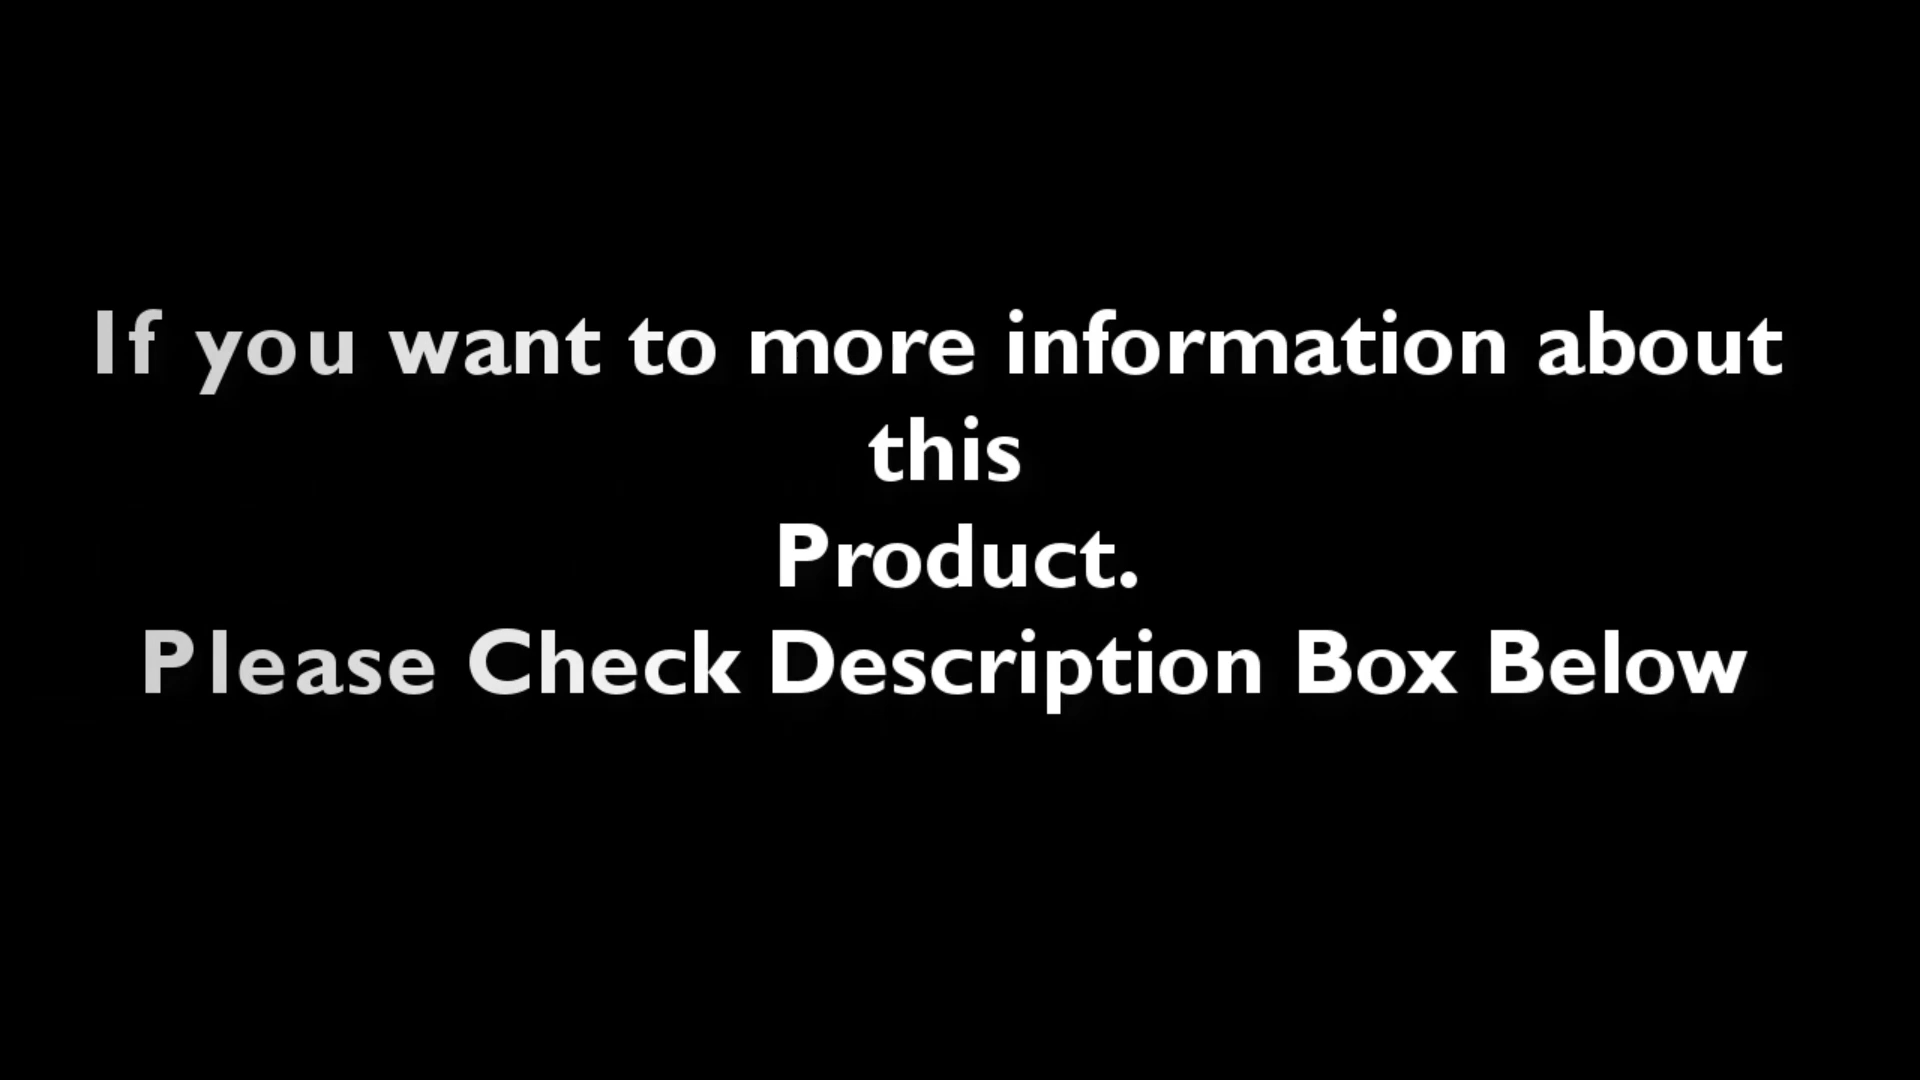 If you want to more information about
this
Product.
Please Check Description Box Below